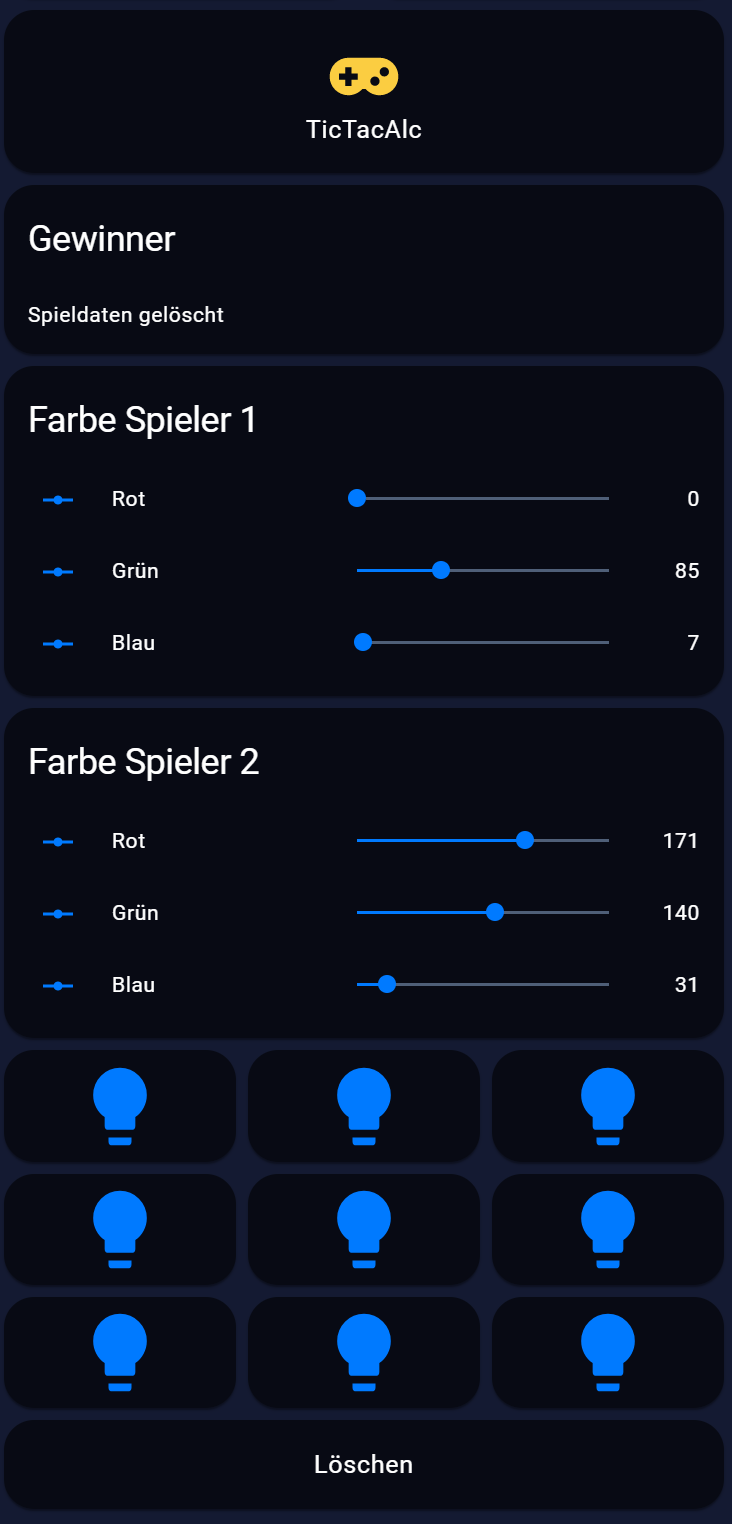 TicTacAlc
Gewinner
Spieldaten gelöscht
Farbe Spieler 1
Rot 0
Grün 85
Blau 7
Farbe Spieler 2
Rot 171
Grün 140
Blau 31
Löschen